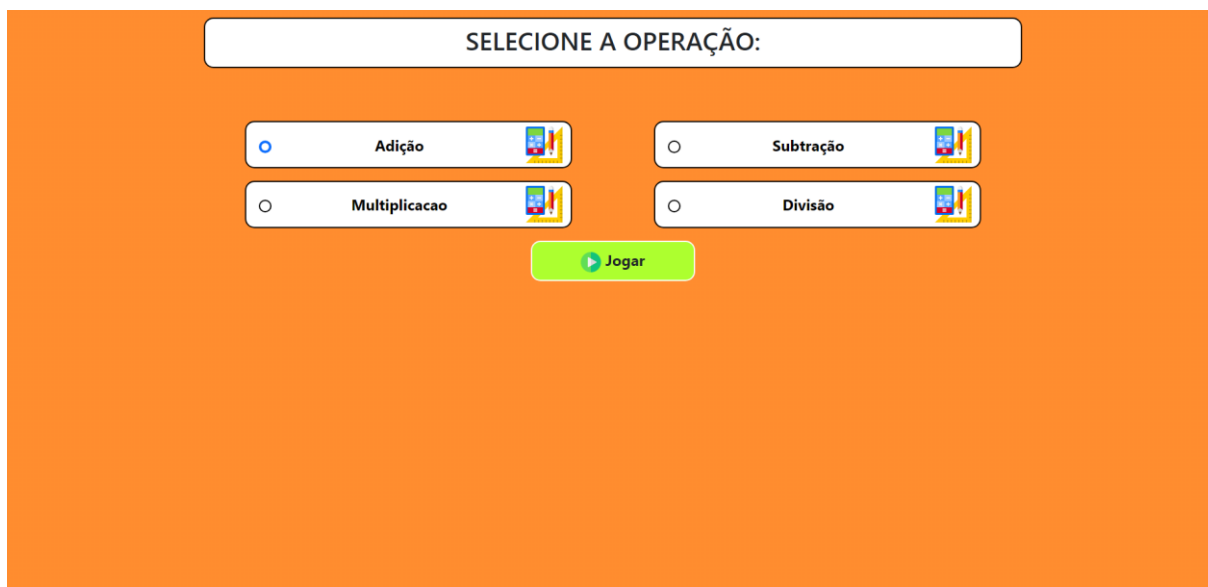 SELECIONE A OPERAÇÃO:
Adição
Subtração
Multiplicacao
Divisão
Jogar